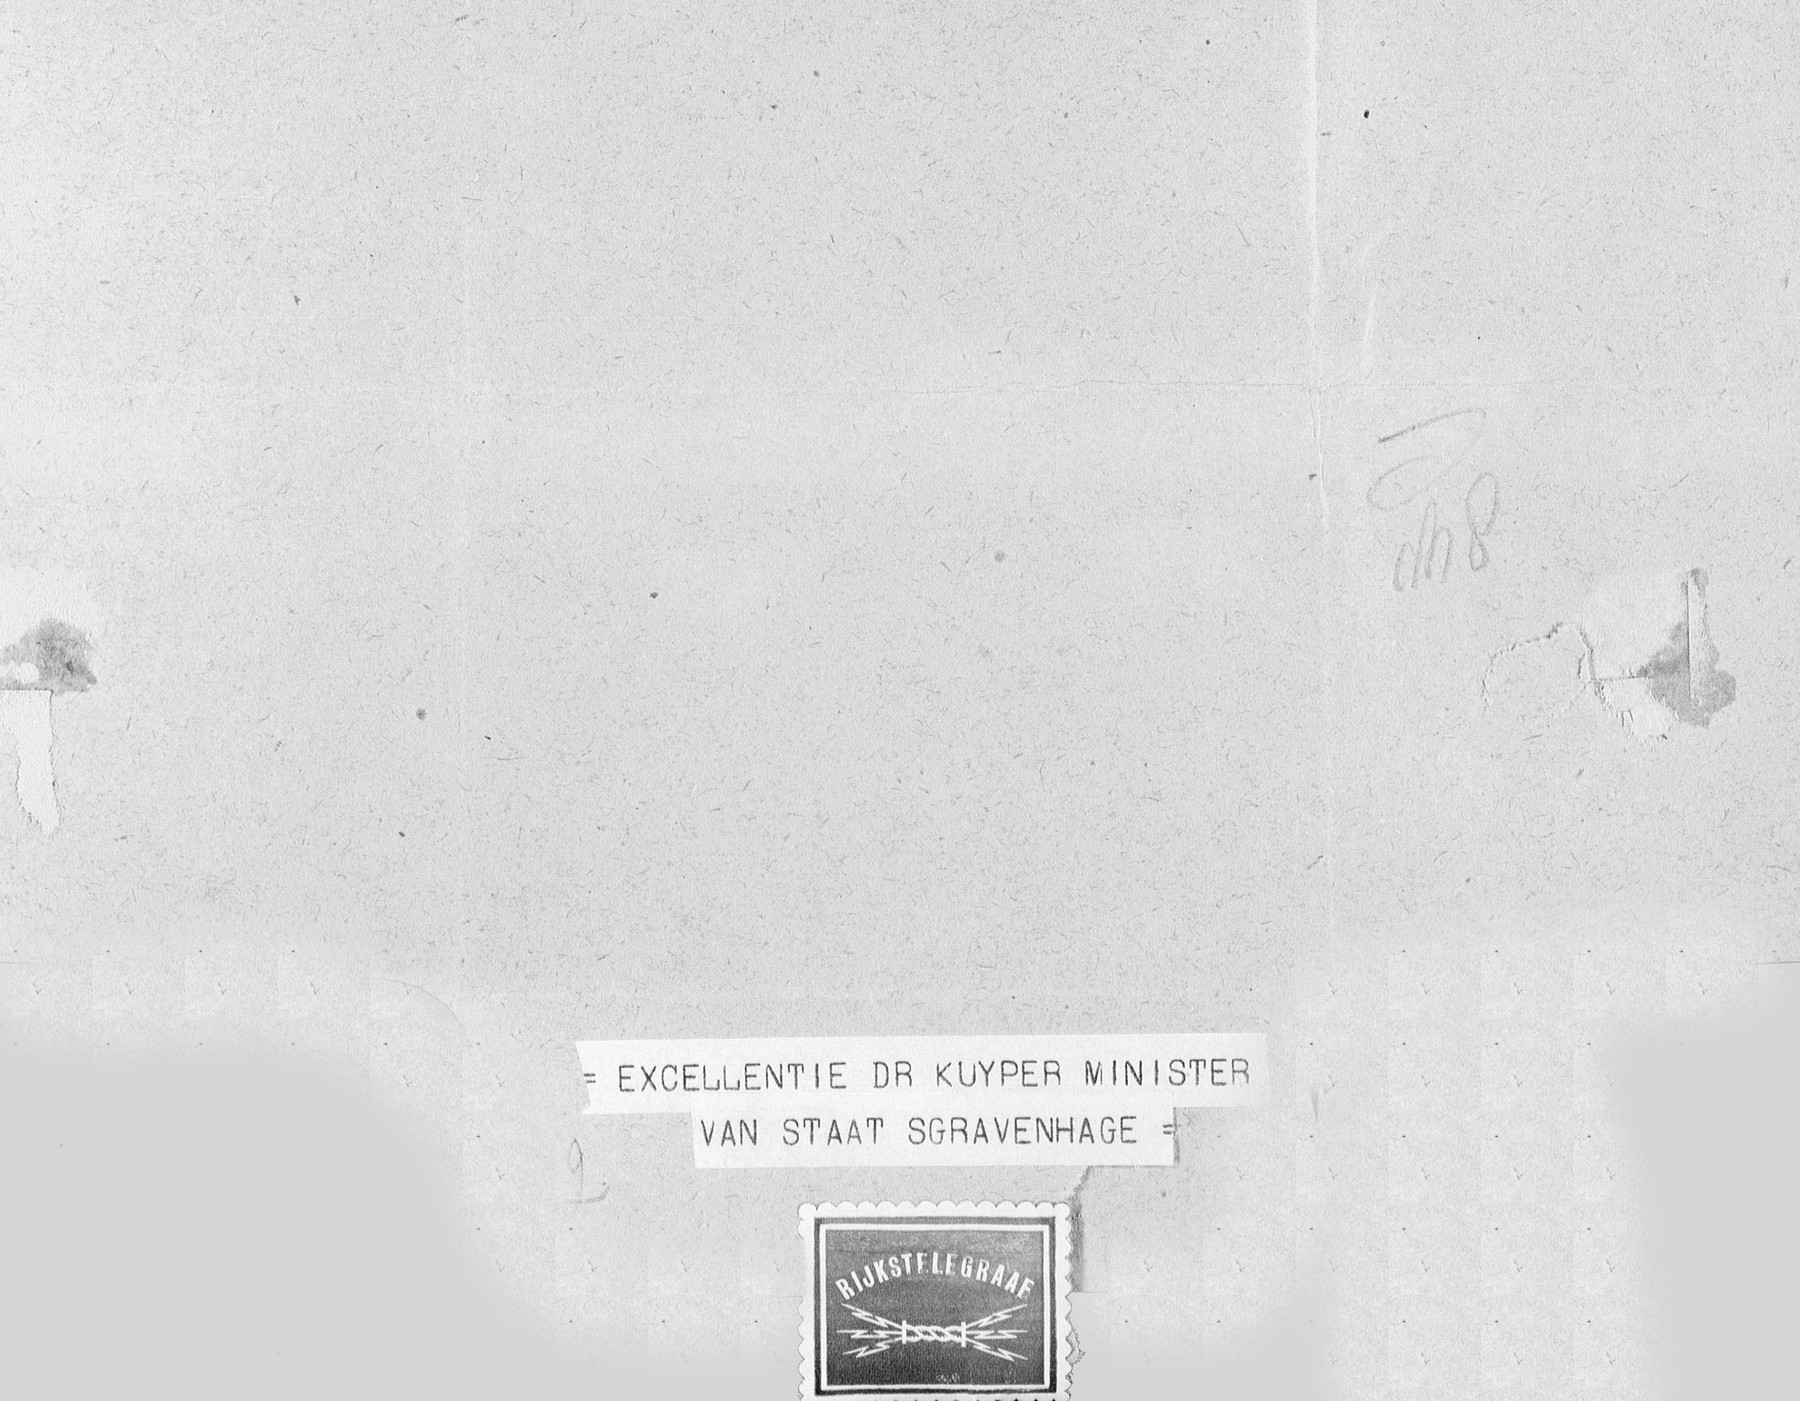 = EXCELLENTIE DR KUYPER MINISTER
VAN STAAT SGRAVENHAGE =
RIJKSTELEGRAAF